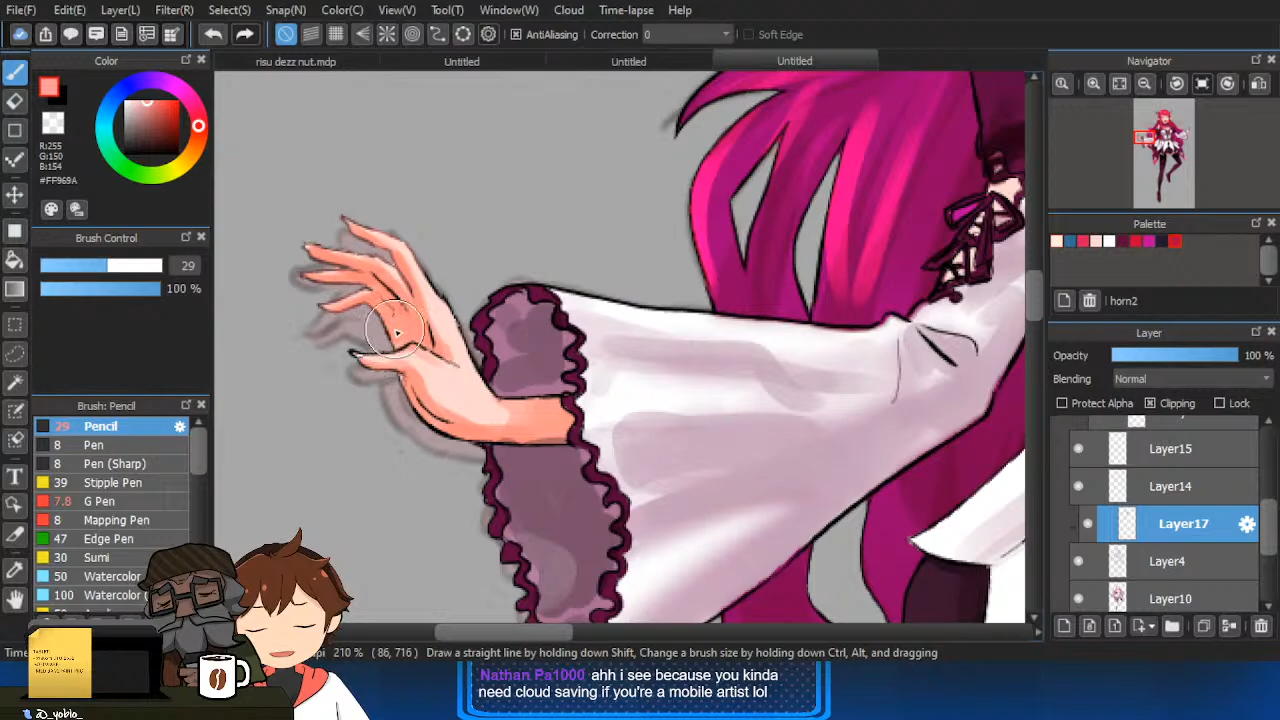 File(F) Edit(E) Layer(L) Filter(R) Select(S) Snap(N) Color(C) View(V) Tool(T) Window(W) Cloud Time-lapse Help
AntiAliasing Correction 0 Soft Edge
Color
risu dezz nut.mdp Untitled Untitled Untitled
Navigator
R:255
G:150
B:154
#FF969A
Brush Control
29
100 %
Palette
horn2
Layer
Opacity 100 %
Blending Normal
Protect Alpha Clipping Lock
Brush: Pencil
29 Pencil
8 Pen
8 Pen (Sharp)
39 Stipple Pen
7.8 G Pen
8 Mapping Pen
47 Edge Pen
30 Sumi
50 Watercolor
100 Watercolor
Layer15
Layer14
Layer17
Layer4
Layer10
210 % (86, 716) Draw a straight line by holding down Shift, Change a brush size by holding down Ctrl, Alt, and dragging
Nathan Pa1000 ahh i see because you kinda
need cloud saving if you're a mobile artist lol